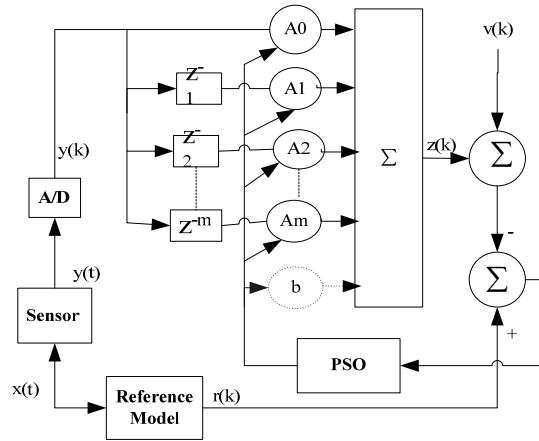 A0
v(k)
Z-
1
A1
Z-
2
A2
Σ
z(k)
Σ
y(k)
A/D
Z-m
Am
-
Σ
y(t)
b
Sensor
+
PSO
x(t)
Reference
Model
r(k)